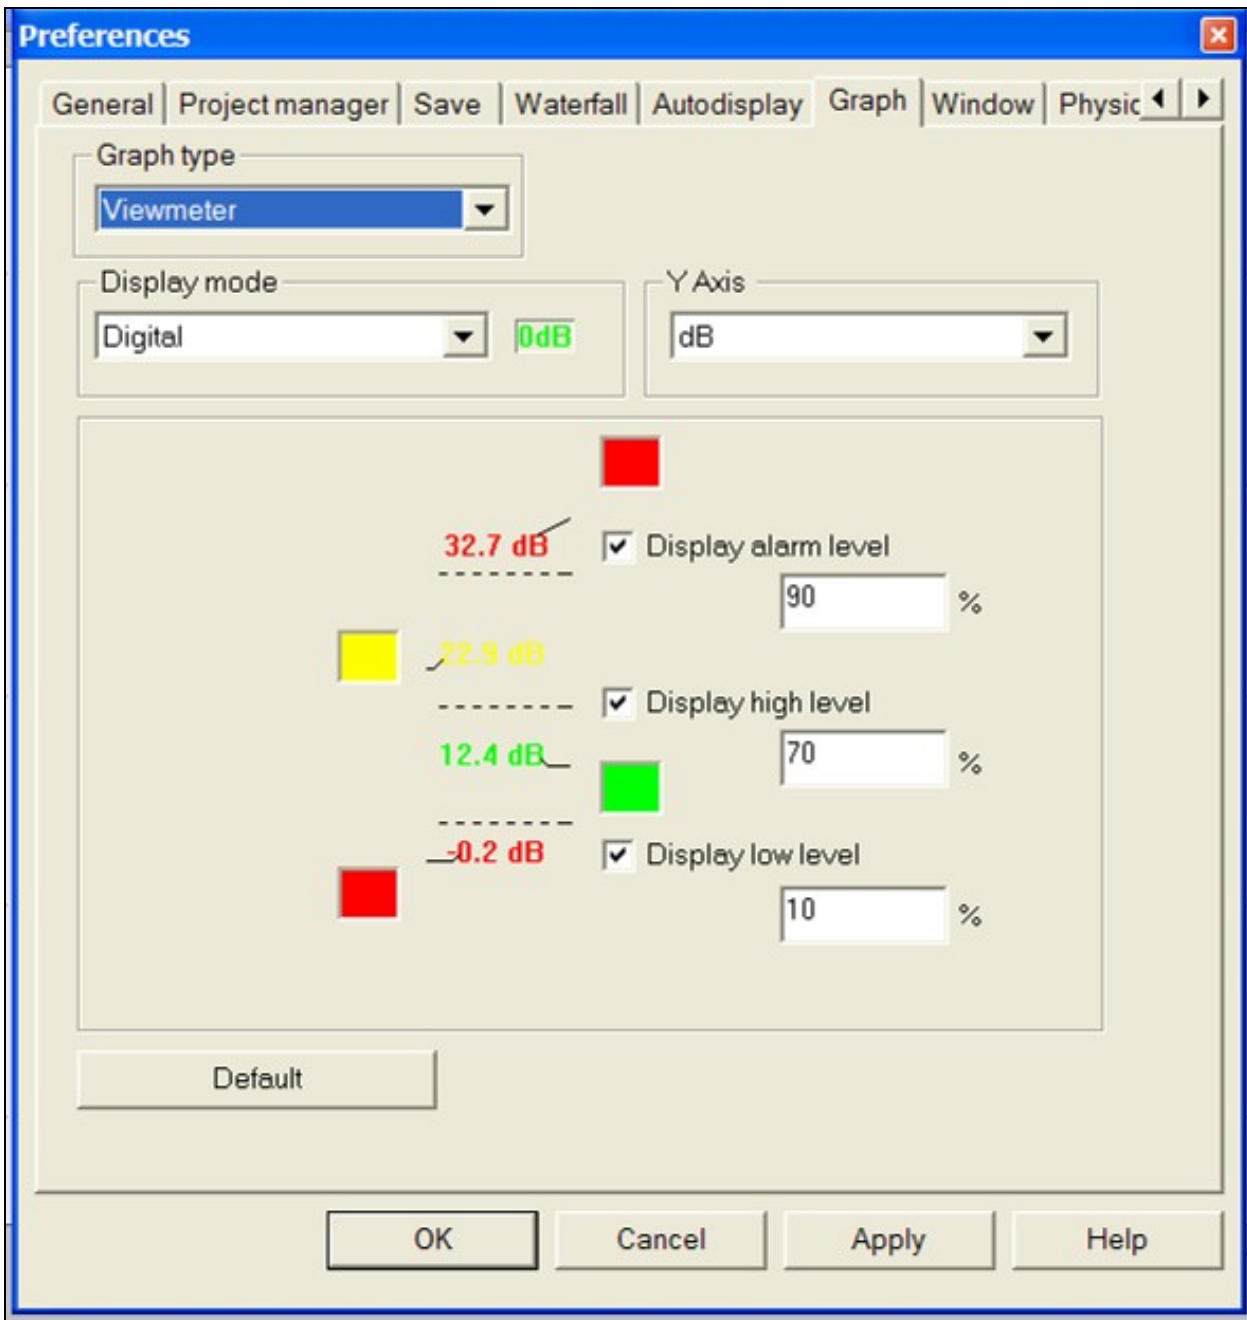 Preferences
General Project manager Save Waterfall Autodisplay Graph Window Physic
Graph type
Viewmeter
Display mode
Y Axis
Digital 0dB dB
32.7 dB Display alarm level
90 %
22.9 dB
Display high level
12.4 dB 70 %
-0.2 dB Display low level
10 %
Default
OK Cancel Apply Help